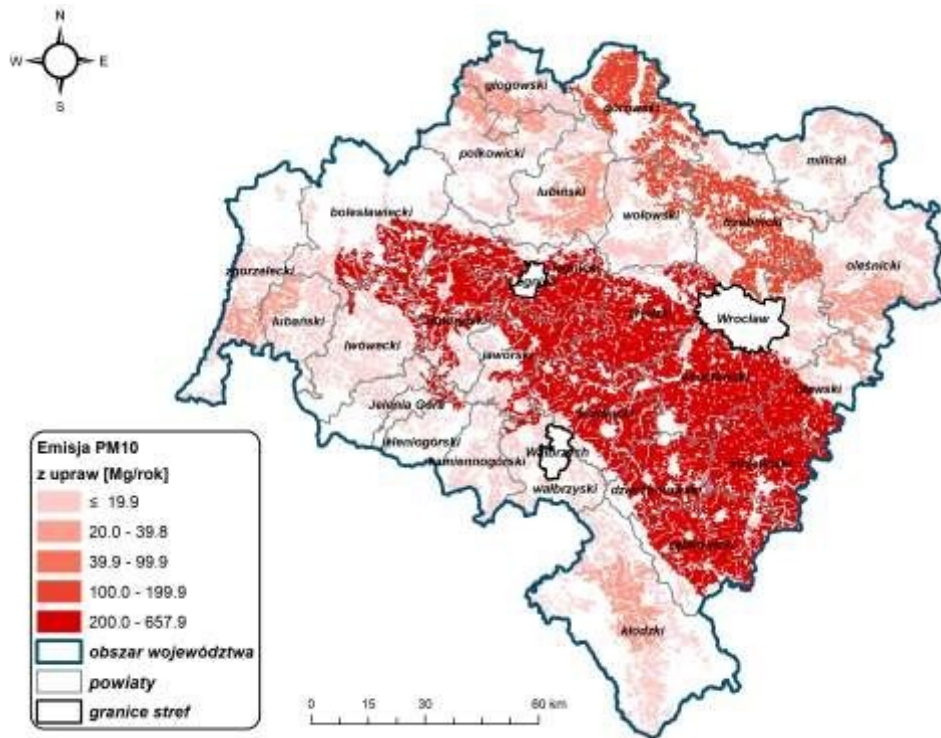 N
W
E
S
głogowski
górowski
polkowicki
milicki
lubiński
bolesławiecki
wołowski
trzebnicki
oleśnicki
zgorzelecki
Wrocław
lubański
lwówecki
jaworski
Jelenia Góra
jeleniogórski
kamiennogórski
Wałbrzych
wałbrzyski
kłodzki
Emisja PM10
z upraw [Mg/rok]
≤ 19.9
20.0 - 39.8
39.9 - 99.9
100.0 - 199.9
200.0 - 657.9
obszar województwa
powiaty
granice stref
0 15 30 60 km